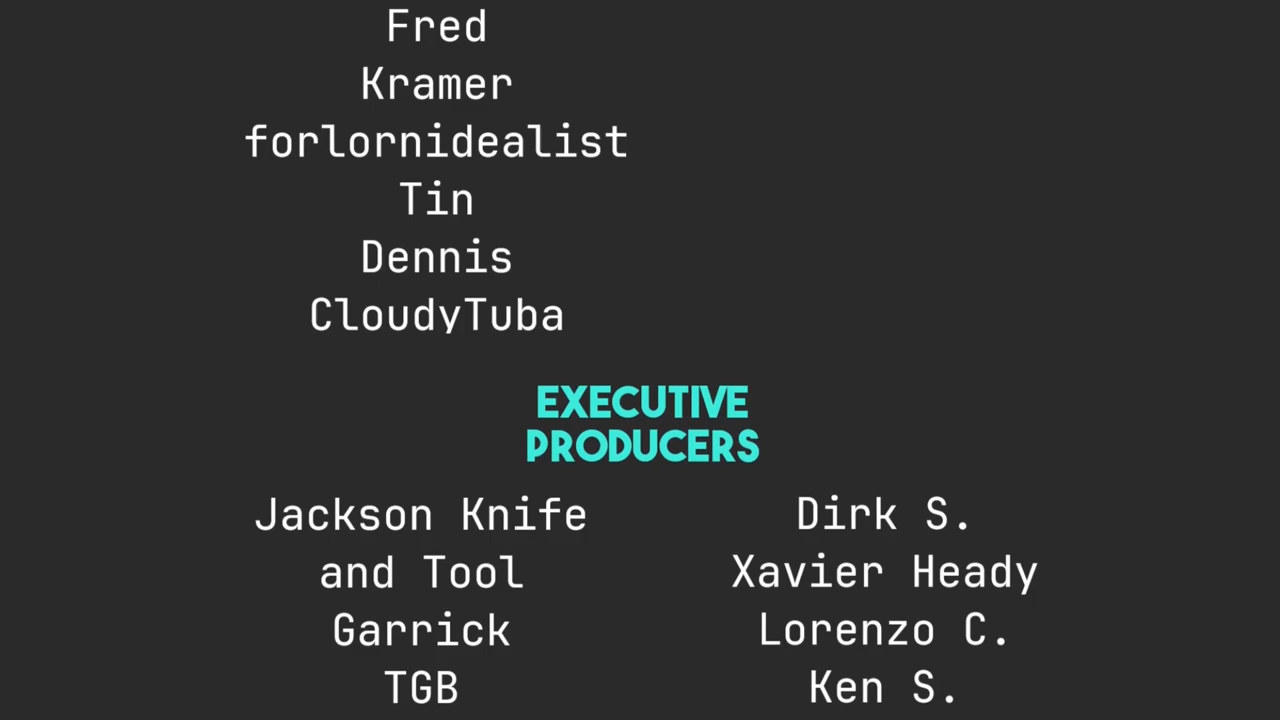 Fred
Kramer
forlornidealist
Tin
Dennis
CloudyTuba
EXECUTIVE
PRODUCERS
Jackson Knife
and Tool
Garrick
TGB
Dirk S.
Xavier Heady
Lorenzo C.
Ken S.